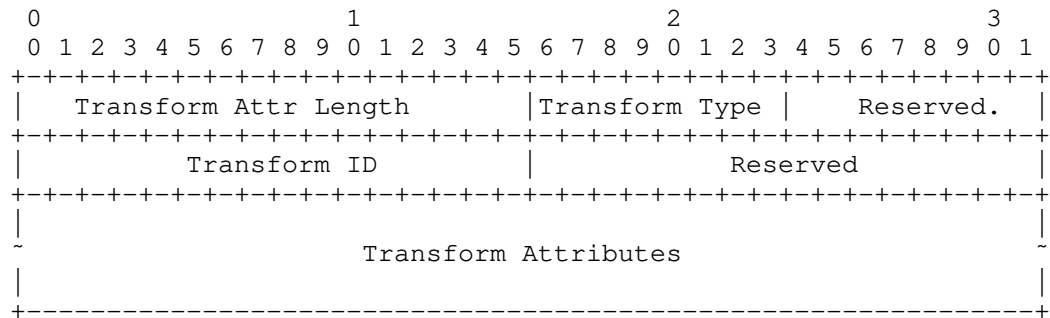 0                   1                   2                   3
0 1 2 3 4 5 6 7 8 9 0 1 2 3 4 5 6 7 8 9 0 1 2 3 4 5 6 7 8 9 0 1
+-+-+-+-+-+-+-+-+-+-+-+-+-+-+-+-+-+-+-+-+-+-+-+-+-+-+-+-+-+-+-+-+
|   Transform Attr Length       |Transform Type |    Reserved.  |
+-+-+-+-+-+-+-+-+-+-+-+-+-+-+-+-+-+-+-+-+-+-+-+-+-+-+-+-+-+-+-+-+
|          Transform ID         |            Reserved           |
+-+-+-+-+-+-+-+-+-+-+-+-+-+-+-+-+-+-+-+-+-+-+-+-+-+-+-+-+-+-+-+-+
|                                                               |
~                     Transform Attributes                      ~
|                                                               |
+---------------------------------------------------------------+